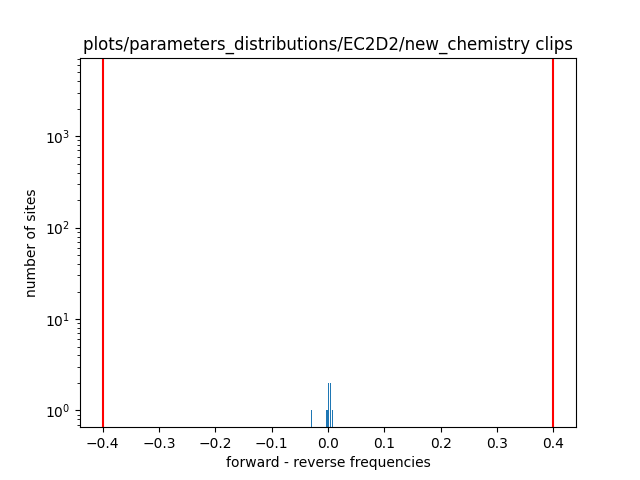 plots/parameters_distributions/EC2D2/new_chemistry clips
number of sites
10³
10²
10¹
10⁰
−0.4 −0.3 −0.2 −0.1 0.0 0.1 0.2 0.3 0.4
forward - reverse frequencies